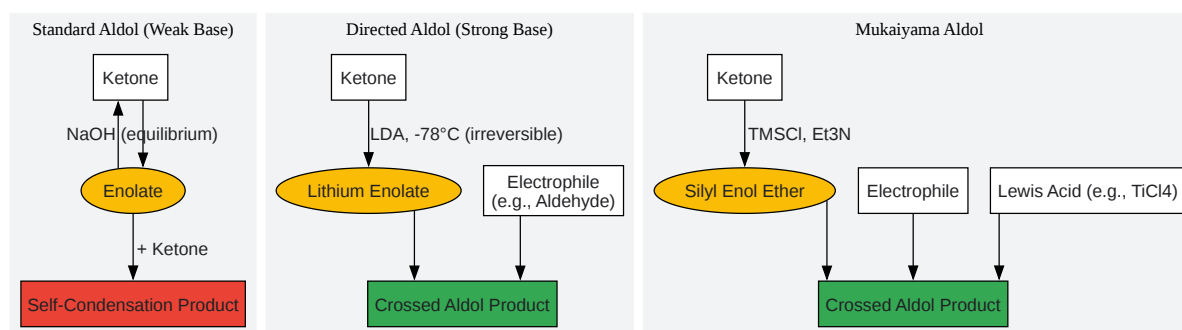 Standard Aldol (Weak Base)
Ketone
NaOH (equilibrium)
Enolate
+ Ketone
Self-Condensation Product
Directed Aldol (Strong Base)
Ketone
LDA, -78°C (irreversible)
Lithium Enolate
Electrophile
(e.g., Aldehyde)
Crossed Aldol Product
Mukaiyama Aldol
Ketone
TMSCl, Et3N
Silyl Enol Ether
Electrophile
Lewis Acid (e.g., TiCl4)
Crossed Aldol Product